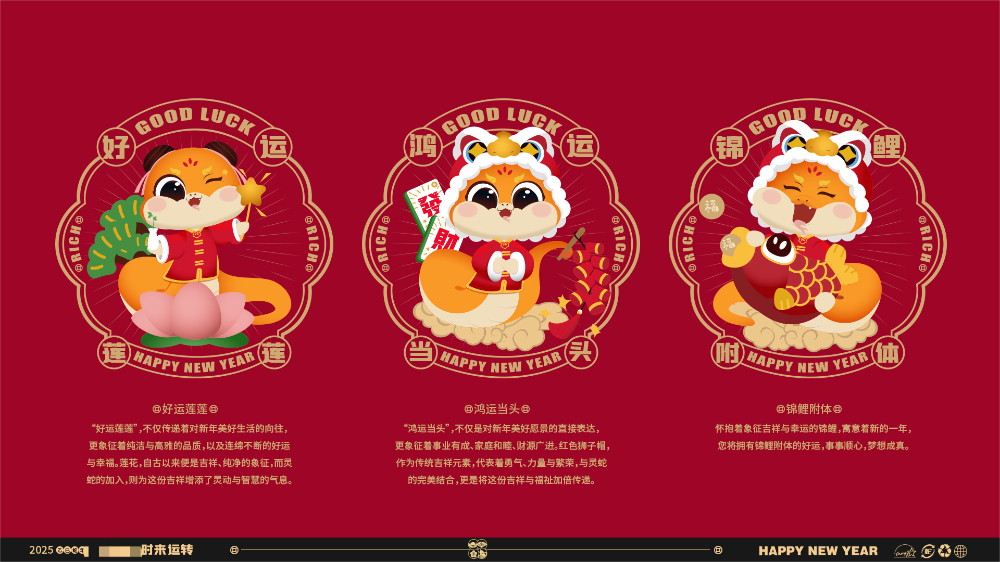 GOOD LUCK
好 运
RICH RICH
莲 莲
HAPPY NEW YEAR
GOOD LUCK
鸿 运
RICH RICH
發
財
当 头
HAPPY NEW YEAR
GOOD LUCK
锦 鲤
RICH RICH
福
福
附 体
HAPPY NEW YEAR
好运莲莲
“好运莲莲”,不仅传递着对新年美好生活的向往,
更象征着纯洁与高雅的品质,以及连绵不断的好运
与幸福。莲花,自古以来便是吉祥、纯净的象征,而灵
蛇的加入,则为这份吉祥增添了灵动与智慧的气息。
鸿运当头
“鸿运当头”,不仅是对新年美好愿景的直接表达,
更象征着事业有成、家庭和睦、财源广进。红色狮子帽,
作为传统吉祥元素,代表着勇气、力量与繁荣,与灵蛇
的完美结合,更是将这份吉祥与福祉加倍传递。
锦鲤附体
怀抱着象征吉祥与幸运的锦鲤,寓意着新的一年,
您将拥有锦鲤附体的好运,事事顺心,梦想成真。
2025 乙巳蛇年
时来运转
HAPPY NEW YEAR
energy
蛇